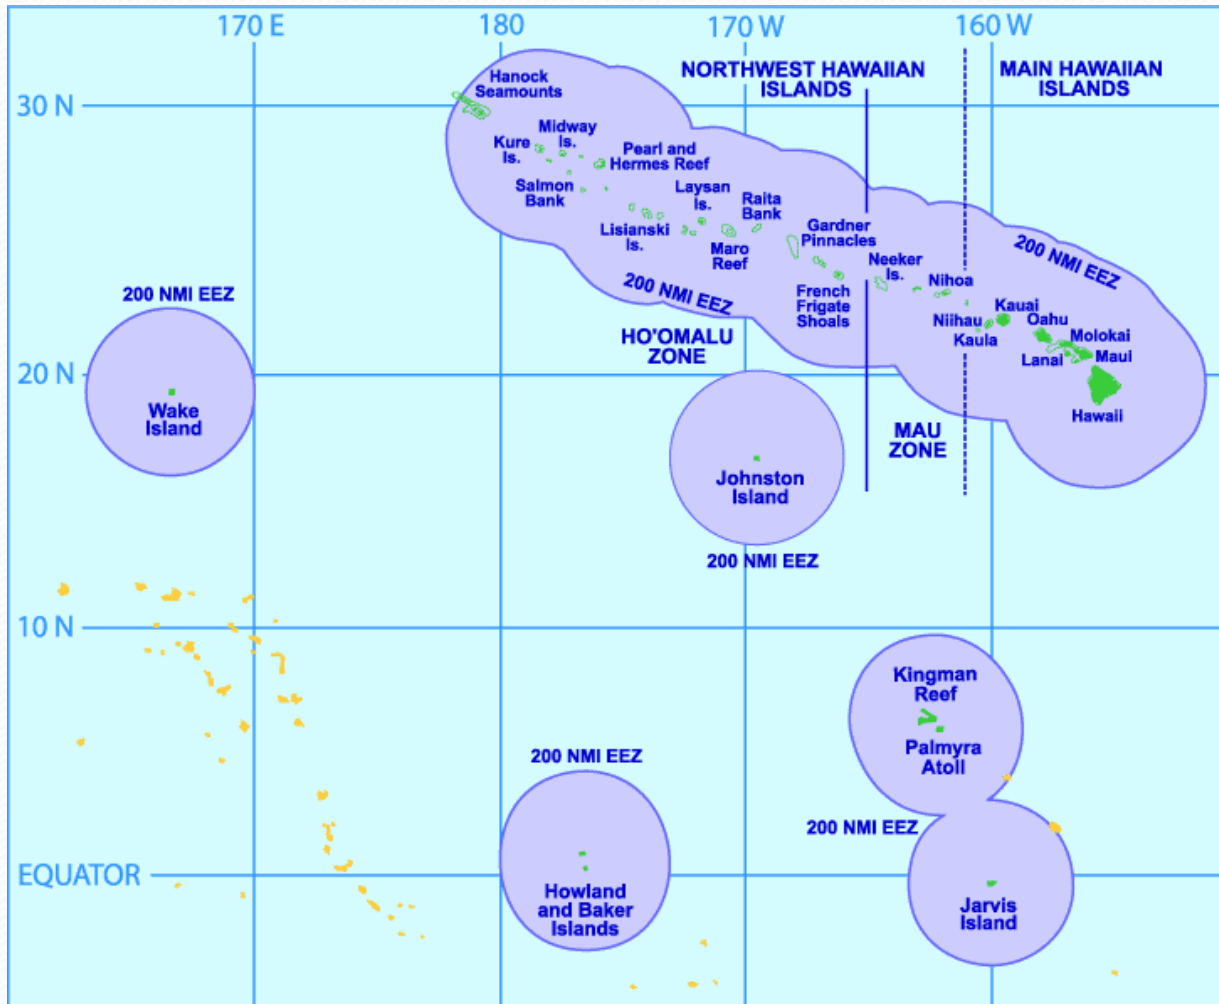 170 E
180
170 W
160 W
30 N
20 N
10 N
EQUATOR
NORTHWEST HAWAIIAN
ISLANDS
MAIN HAWAIIAN
ISLANDS
Hanock
Seamounts
Midway
Is.
Kure
Is.
Pearl and
Hermes Reef
Salmon
Bank
Laysan
Is.
Raita
Bank
Lisianski
Is.
Maro
Reef
Gardner
Pinnacles
Neeker
Is.
French
Frigate
Shoals
Nihoa
200 NMI EEZ
200 NMI EEZ
Niihau
Kauai
Kaula
Oahu
Molokai
Lanai
Maui
Hawaii
HO'OMALU
ZONE
MAU
ZONE
200 NMI EEZ
Wake
Island
Johnston
Island
200 NMI EEZ
Kingman
Reef
Palmyra
Atoll
200 NMI EEZ
200 NMI EEZ
Howland
and Baker
Islands
Jarvis
Island